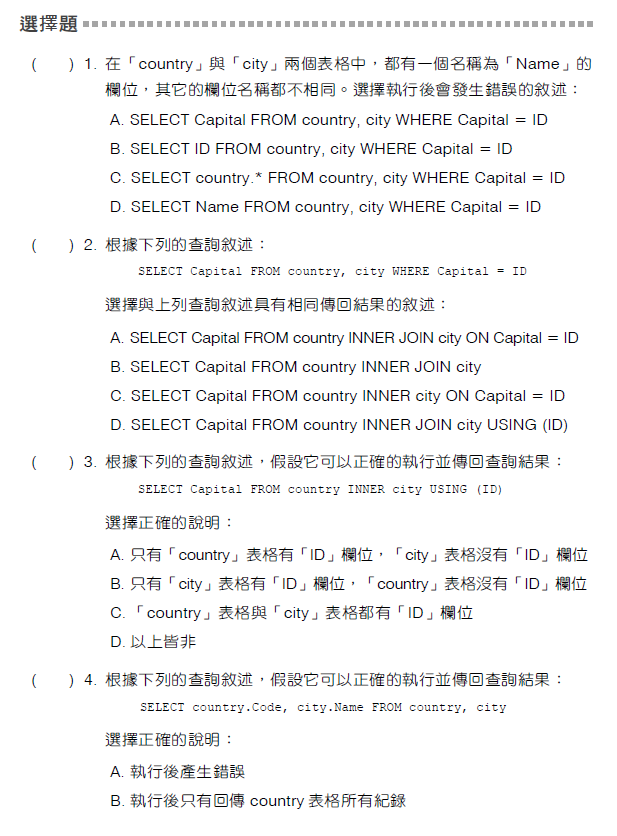 選擇題
(　) 1. 在「country」與「city」兩個表格中，都有一個名稱為「Name」的
欄位，其它的欄位名稱都不相同。選擇執行後會發生錯誤的敘述：
A. SELECT Capital FROM country, city WHERE Capital = ID
B. SELECT ID FROM country, city WHERE Capital = ID
C. SELECT country.* FROM country, city WHERE Capital = ID
D. SELECT Name FROM country, city WHERE Capital = ID
(　) 2. 根據下列的查詢敘述：
SELECT Capital FROM country, city WHERE Capital = ID
選擇與上列查詢敘述具有相同傳回結果的敘述：
A. SELECT Capital FROM country INNER JOIN city ON Capital = ID
B. SELECT Capital FROM country INNER JOIN city
C. SELECT Capital FROM country INNER city ON Capital = ID
D. SELECT Capital FROM country INNER JOIN city USING (ID)
(　) 3. 根據下列的查詢敘述，假設它可以正確的執行並傳回查詢結果：
SELECT Capital FROM country INNER city USING (ID)
選擇正確的說明：
A. 只有「country」表格有「ID」欄位，「city」表格沒有「ID」欄位
B. 只有「city」表格有「ID」欄位，「country」表格沒有「ID」欄位
C. 「country」表格與「city」表格都有「ID」欄位
D. 以上皆非
(　) 4. 根據下列的查詢敘述，假設它可以正確的執行並傳回查詢結果：
SELECT country.Code, city.Name FROM country, city
選擇正確的說明：
A. 執行後產生錯誤
B. 執行後只有回傳 country 表格所有紀錄